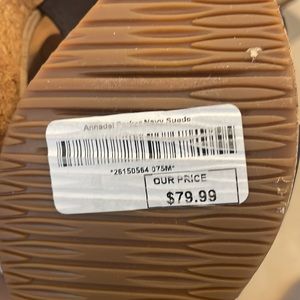 Annadel Parker Navy Suede
*26150564 075M*
OUR PRICE
$79.99